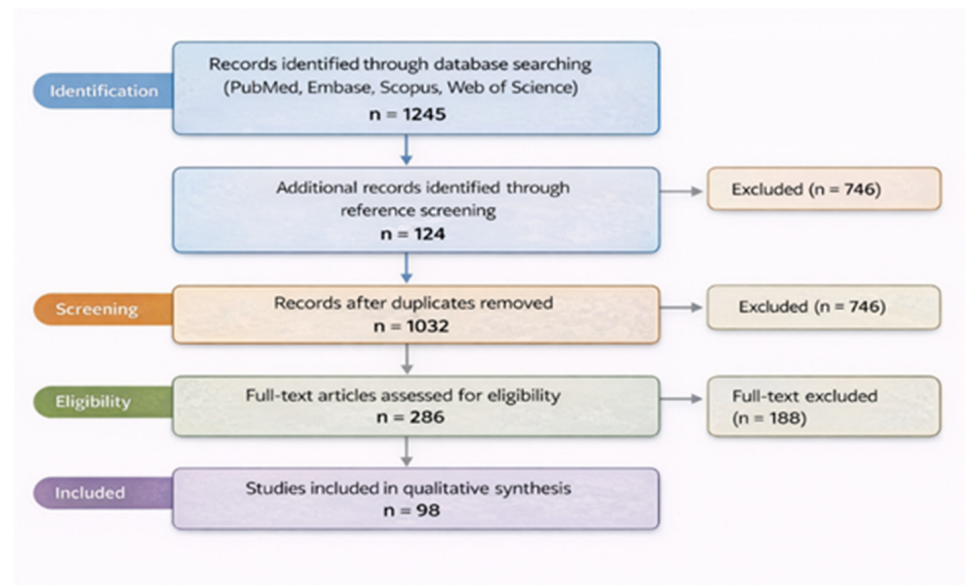 Identification
Records identified through database searching
(PubMed, Embase, Scopus, Web of Science)
n = 1245
Additional records identified through
reference screening
n = 124
Excluded (n = 746)
Screening
Records after duplicates removed
n = 1032
Excluded (n = 746)
Eligibility
Full-text articles assessed for eligibility
n = 286
Full-text excluded
(n = 188)
Included
Studies included in qualitative synthesis
n = 98